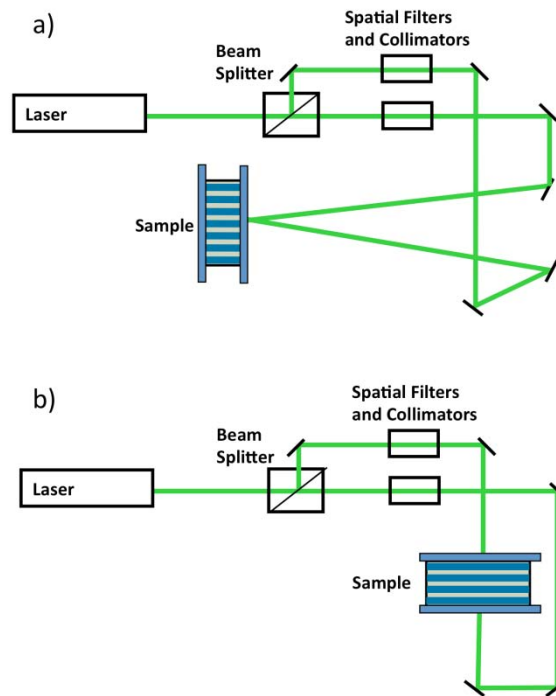 a)
Spatial Filters
and Collimators
Beam
Splitter
Laser
Sample
b)
Spatial Filters
and Collimators
Beam
Splitter
Laser
Sample